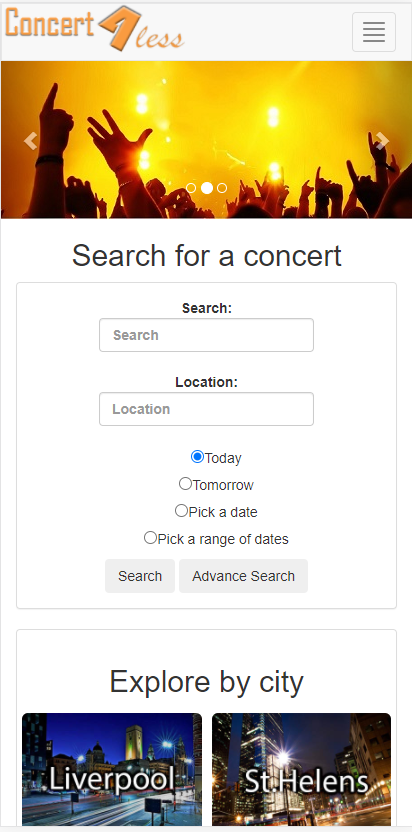 Concert 1 less
Search for a concert
Search:
Search
Location:
Location
Today
Tomorrow
Pick a date
Pick a range of dates
Search Advance Search
Explore by city
Liverpool St.Helens